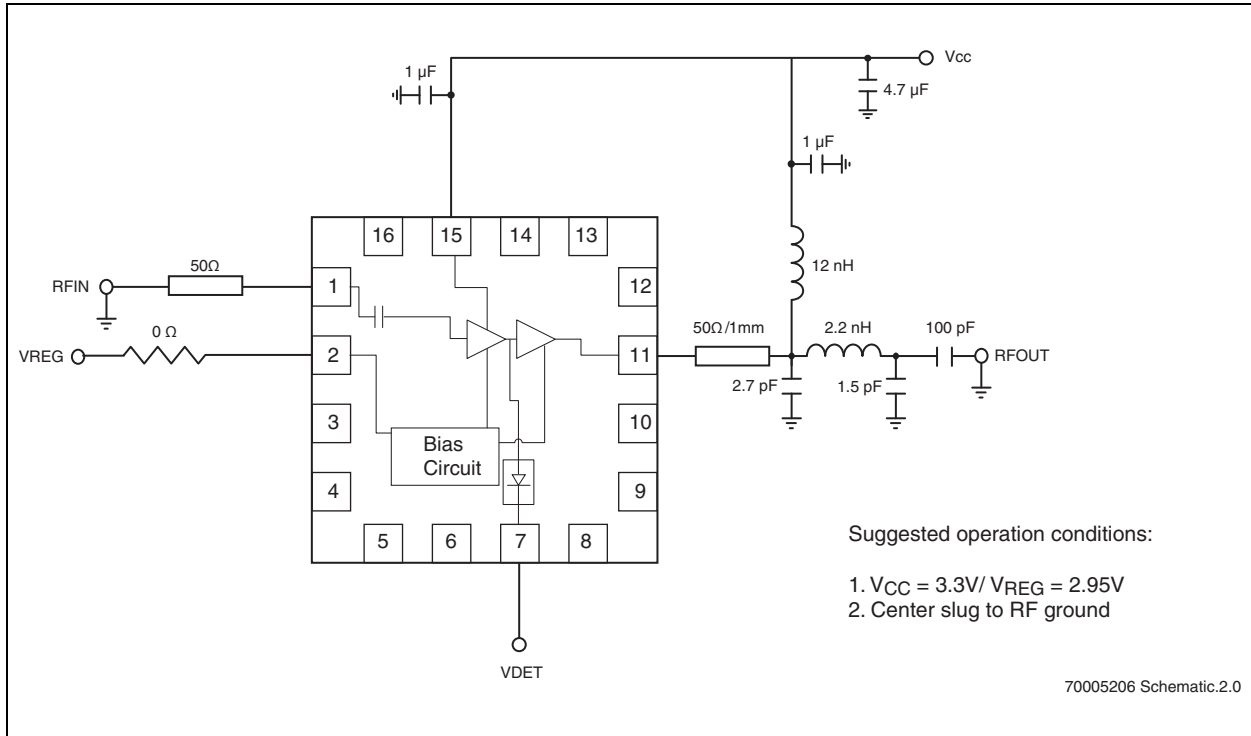 Vcc
1 µF
4.7 µF
1 µF
16 15 14 13
12 nH
50Ω
RFIN
1
12
0 Ω
50Ω/1mm
2.2 nH
100 pF
VREG
2
11
RFOUT
2.7 pF
1.5 pF
3
10
Bias
Circuit
4
9
5 6 7 8
Suggested operation conditions:
1. VCC = 3.3V/ VREG = 2.95V
2. Center slug to RF ground
VDET
70005206 Schematic.2.0